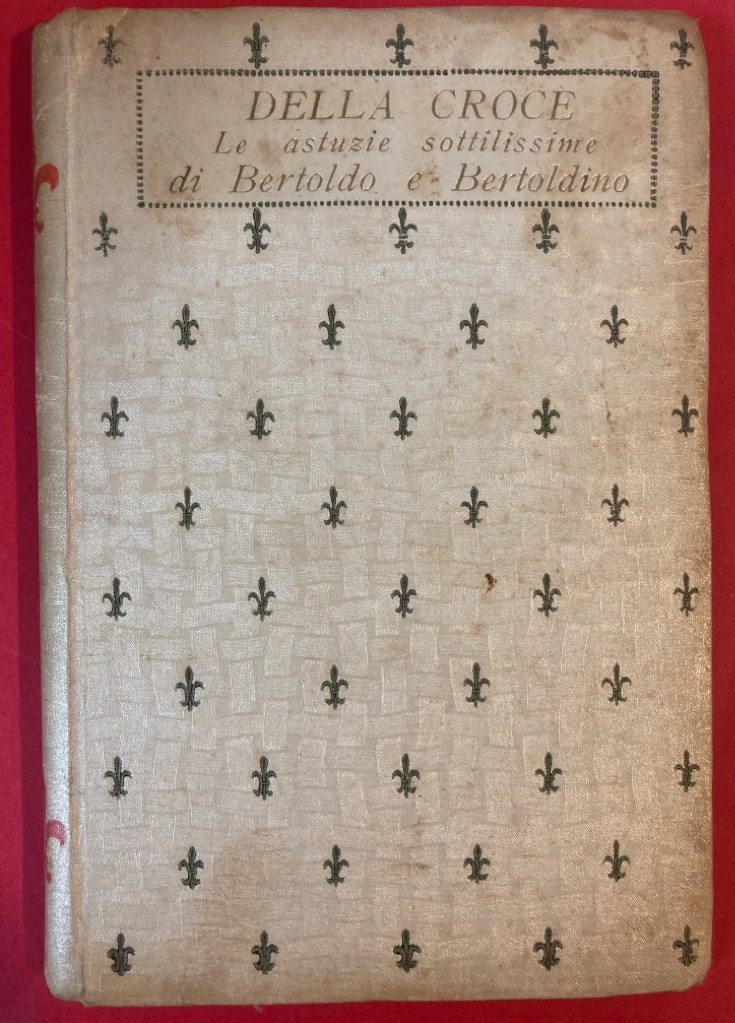 DELLA CROCE
Le astuzie sottilissime
di Bertoldo e Bertoldino